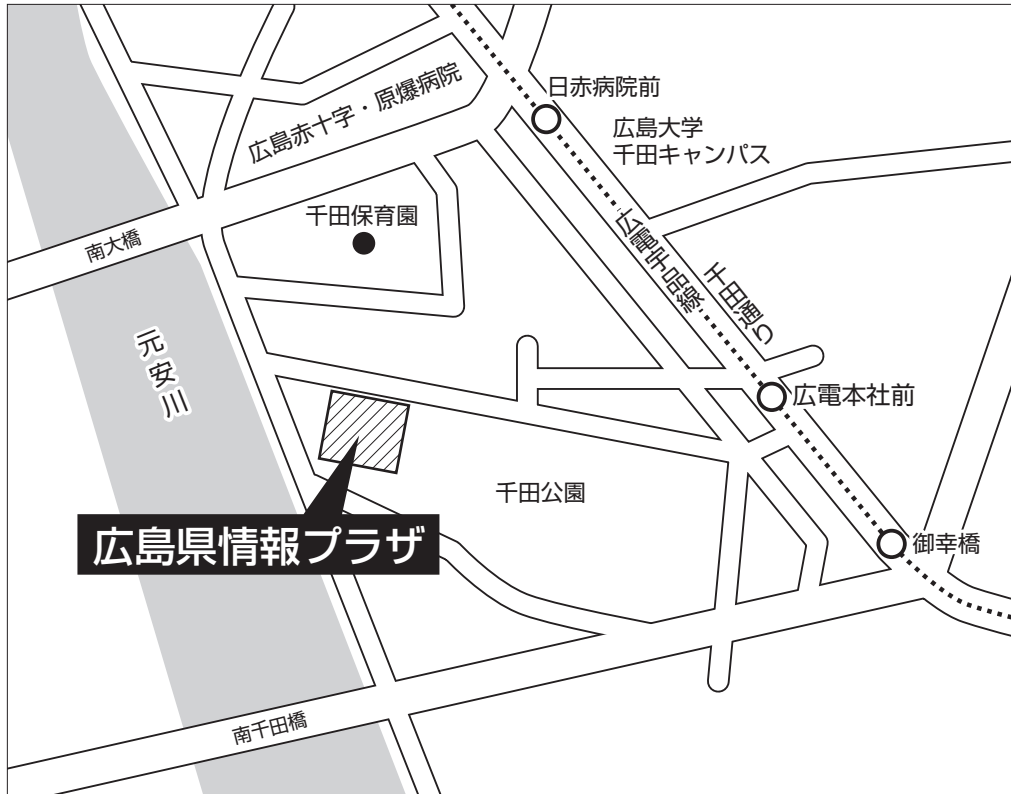 日赤病院前
広島大学
千田キャンパス
広島赤十字・原爆病院
千田保育園
南大橋
広電宇品線
千田通り
元安川
広電本社前
千田公園
広島県情報プラザ
御幸橋
南千田橋